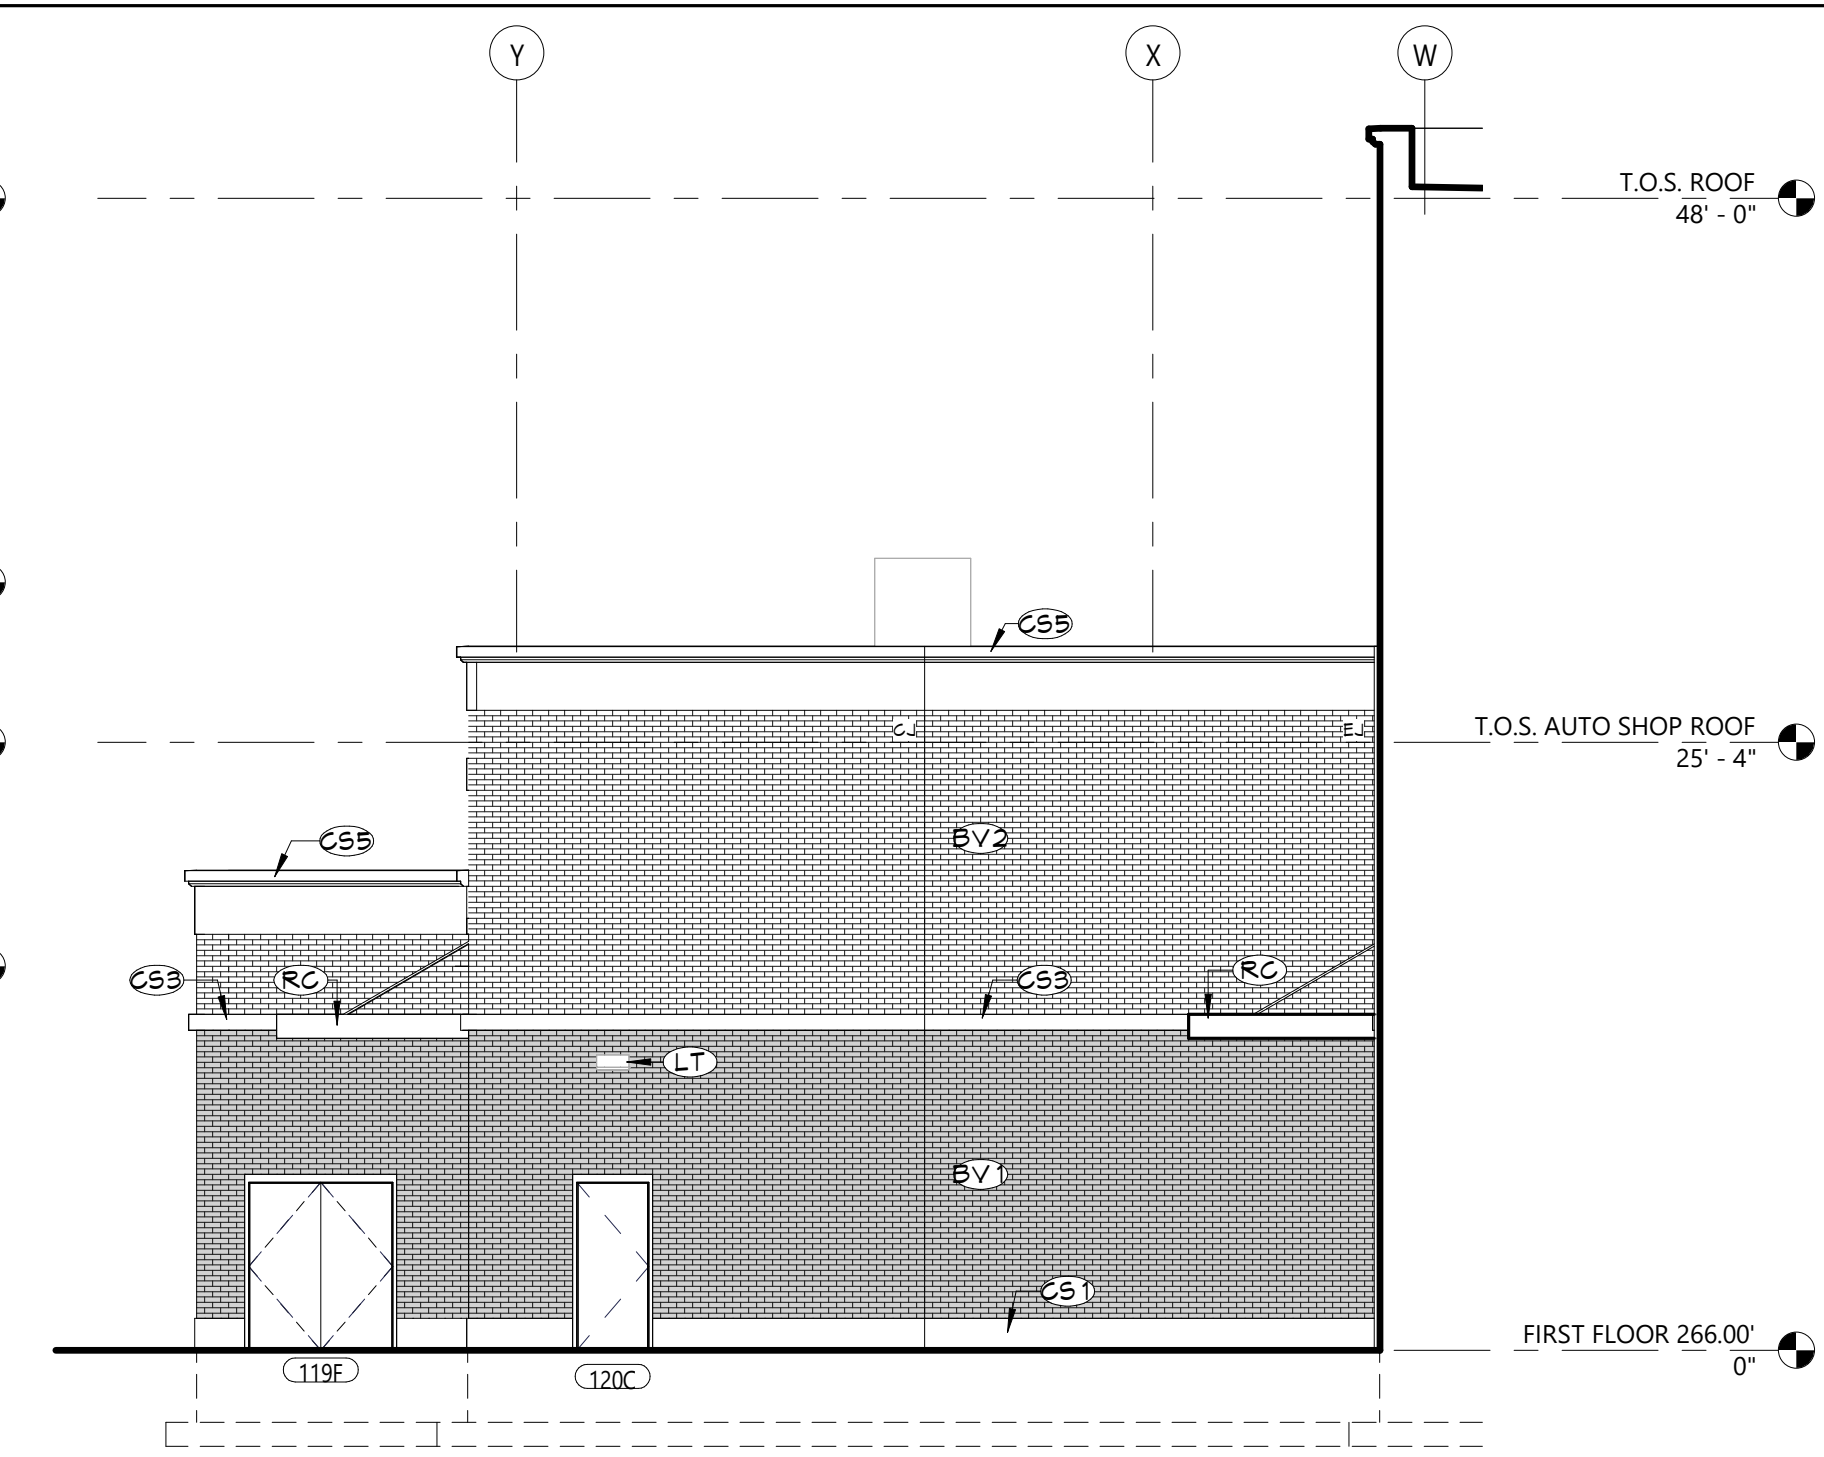 Y
X
W
T.O.S. ROOF
48' - 0"
CS5
T.O.S. AUTO SHOP ROOF
25' - 4"
CJ
EJ
BV2
CS5
CS3
RC
CS3
RC
LT
BV1
CS1
FIRST FLOOR 266.00'
0"
119F
120C